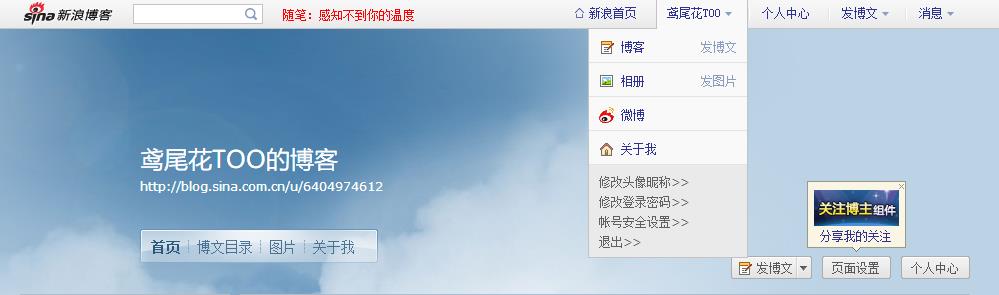 sina 新浪博客 随笔：感知不到你的温度 新浪首页 鸢尾花TOO 个人中心 发博文 消息
博客 发博文
相册 发图片
微博
关于我
修改头像昵称>>
修改登录密码>>
帐号安全设置>>
退出>>
鸢尾花TOO的博客
http://blog.sina.com.cn/u/6404974612
首页 博文目录 图片 关于我
关注博主组件
分享我的关注
发博文 页面设置 个人中心